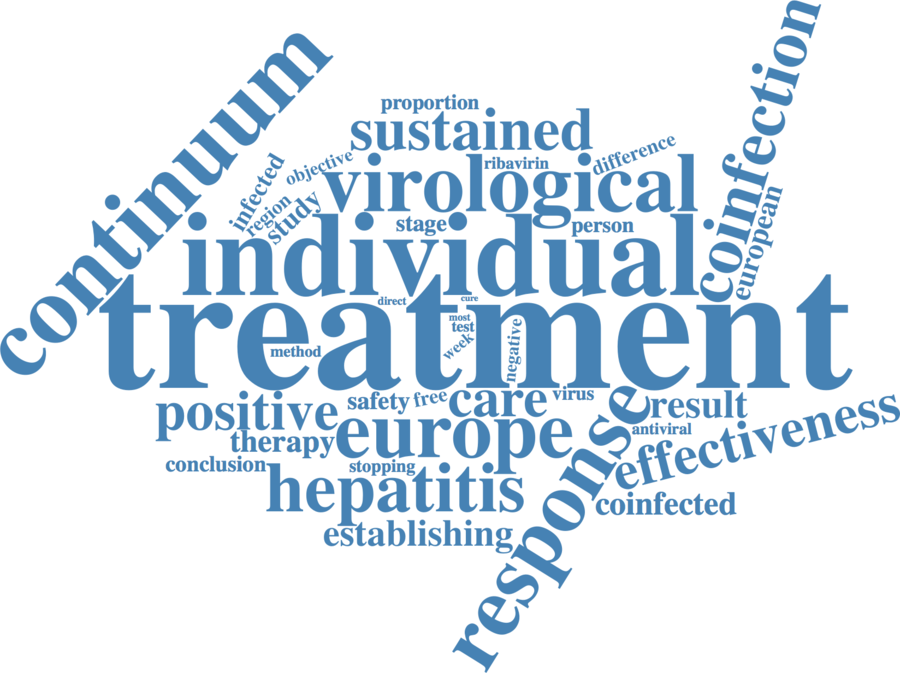 continuum
coinfection
proportion
sustained
difference
ribavirin
objective
infected
virological
region
study
european
stage
person
individual
direct
cure
treatment
most
test
week
negative
method
safety
free
care
virus
positive
response
result
effectiveness
antiviral
therapy
europe
conclusion
stopping
hepatitis
coinfected
establishing